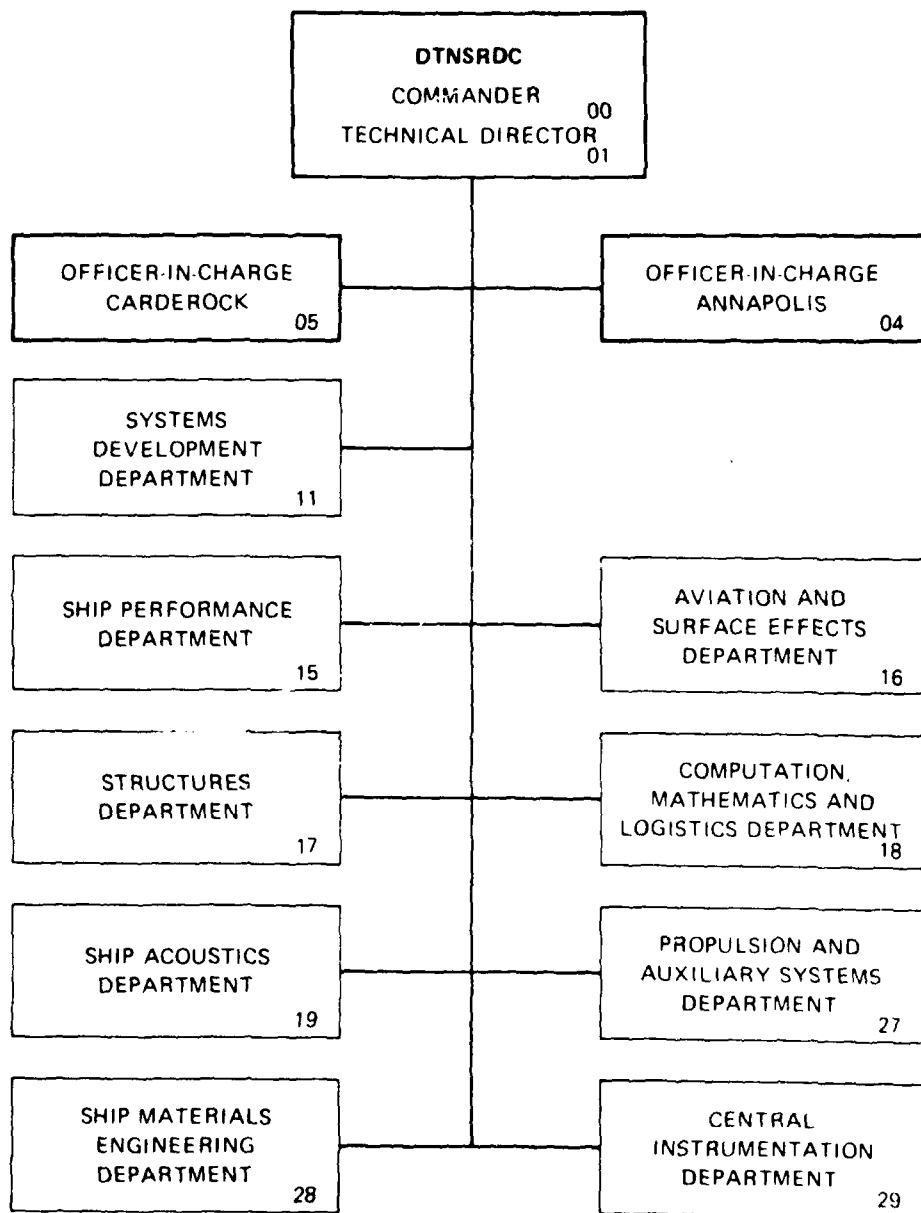 DTNSRDC
COMMANDER
00
TECHNICAL DIRECTOR
01
OFFICER-IN-CHARGE
CARDEROCK
05
OFFICER-IN-CHARGE
ANNAPOLIS
04
SYSTEMS
DEVELOPMENT
DEPARTMENT
11
SHIP PERFORMANCE
DEPARTMENT
15
AVIATION AND
SURFACE EFFECTS
DEPARTMENT
16
STRUCTURES
DEPARTMENT
17
COMPUTATION,
MATHEMATICS AND
LOGISTICS DEPARTMENT
18
SHIP ACOUSTICS
DEPARTMENT
19
PROPULSION AND
AUXILIARY SYSTEMS
DEPARTMENT
27
SHIP MATERIALS
ENGINEERING
DEPARTMENT
28
CENTRAL
INSTRUMENTATION
DEPARTMENT
29